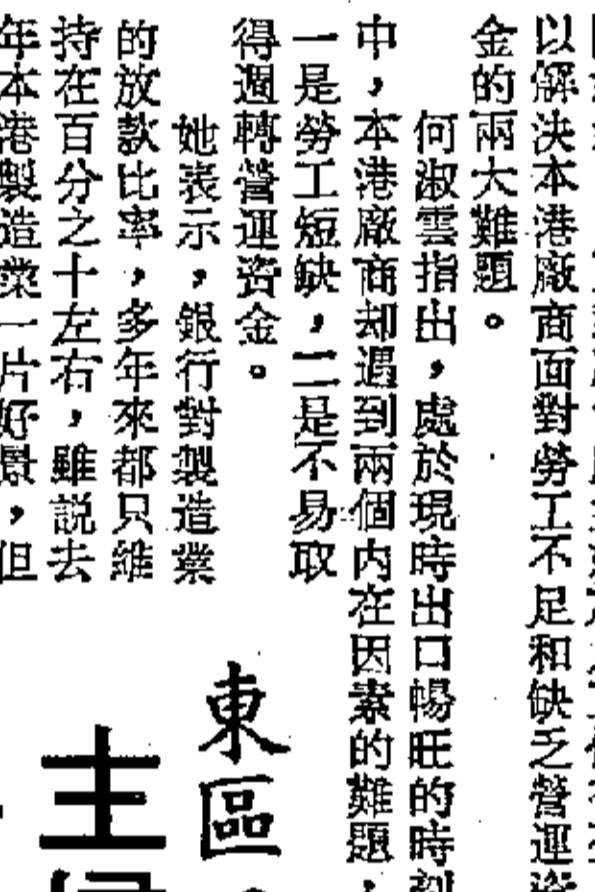 以解決本港廠商面對勞工不足和缺乏營運
金的兩大難題。
何淑雲指出，處於現時出口暢旺的時
中，本港廠商却遇到兩個内在因素的難題，
一是勞工短缺，二是不易取
得週轉營運資金。
她表示，銀行對製造業
的放款比率，多年來都只維
持在百分之十左右，雖説去
年本港製造業一片好景，但
東區
主